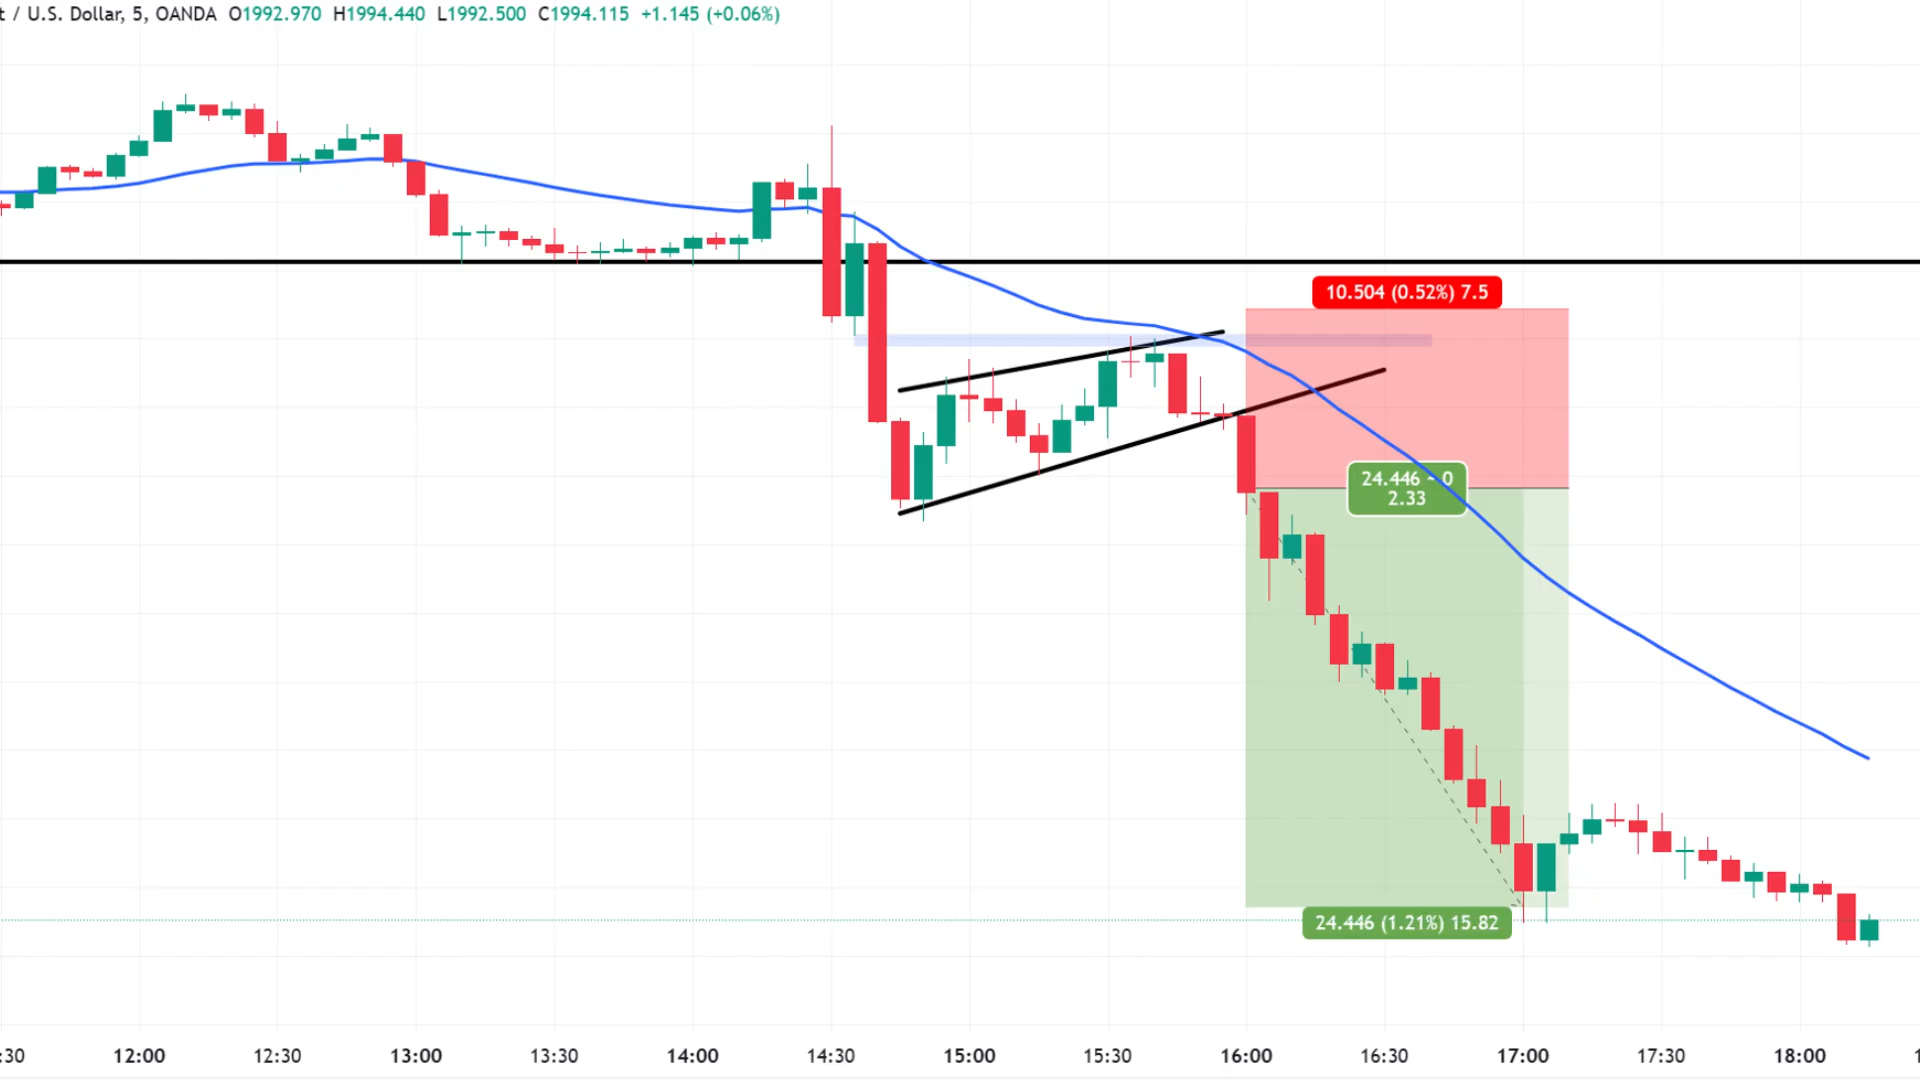 t / U.S. Dollar, 5, OANDA O1992.970 H1994.440 L1992.500 C1994.115 +1.145 (+0.06%)
10.504 (0.52%) 7.5
24.446 ~ 0
2.33
24.446 (1.21%) 15.82
:30 12:00 12:30 13:00 13:30 14:00 14:30 15:00 15:30 16:00 16:30 17:00 17:30 18:00 1